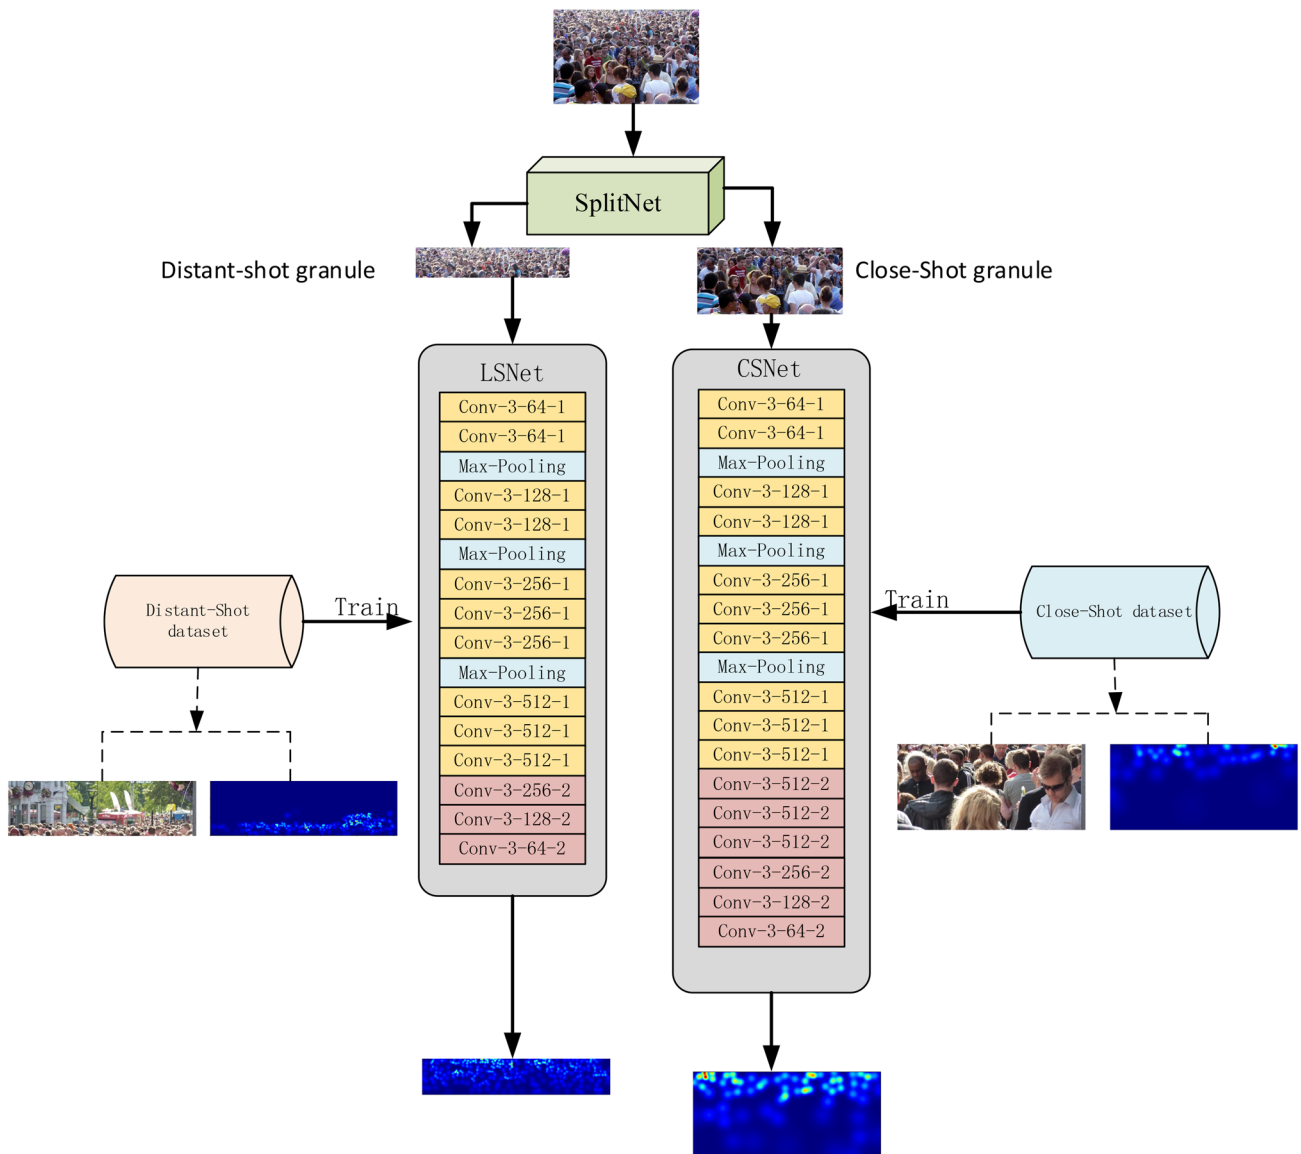 SplitNet
Distant-shot granule
Close-Shot granule
LSNet
Conv-3-64-1
Conv-3-64-1
Max-Pooling
Conv-3-128-1
Conv-3-128-1
Max-Pooling
Conv-3-256-1
Conv-3-256-1
Conv-3-256-1
Max-Pooling
Conv-3-512-1
Conv-3-512-1
Conv-3-512-1
Conv-3-256-2
Conv-3-128-2
Conv-3-64-2
CSNet
Conv-3-64-1
Conv-3-64-1
Max-Pooling
Conv-3-128-1
Conv-3-128-1
Max-Pooling
Conv-3-256-1
Conv-3-256-1
Conv-3-256-1
Max-Pooling
Conv-3-512-1
Conv-3-512-1
Conv-3-512-1
Conv-3-512-2
Conv-3-512-2
Conv-3-512-2
Conv-3-256-2
Conv-3-128-2
Conv-3-64-2
Distant-Shot
dataset
Train
Train
Close-Shot dataset